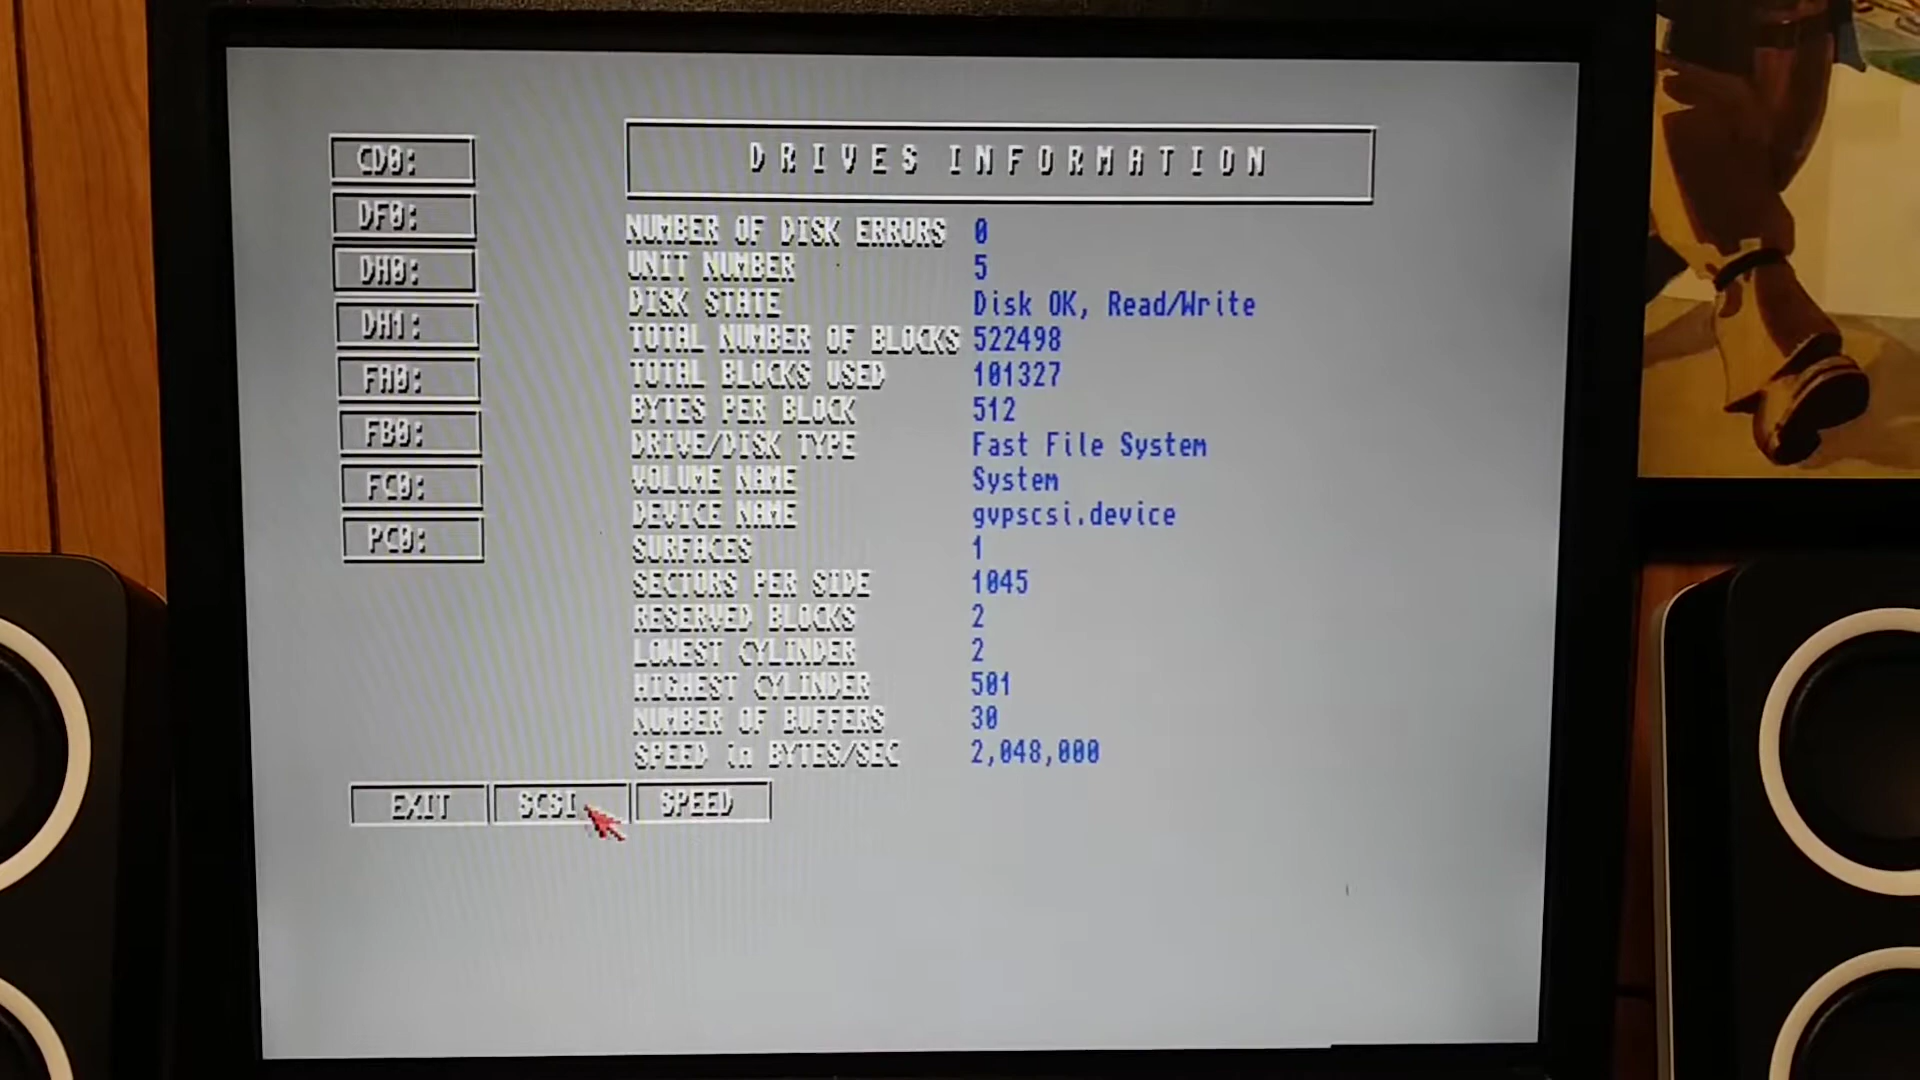 DRIVES INFORMATION
CD0:
DF0:
DH0:
DH1:
FA0:
FB0:
FC0:
PC0:
NUMBER OF DISK ERRORS 0
UNIT NUMBER 5
DISK STATE Disk OK, Read/Write
TOTAL NUMBER OF BLOCKS 522498
TOTAL BLOCKS USED 101327
BYTES PER BLOCK 512
DRIVE/DISK TYPE Fast File System
VOLUME NAME System
DEVICE NAME gvpscsi.device
SURFACES 1
SECTORS PER SIDE 1045
RESERVED BLOCKS 2
LOWEST CYLINDER 2
HIGHEST CYLINDER 501
NUMBER OF BUFFERS 30
SPEED in BYTES/SEC 2,048,000
EXIT SCSI SPEED